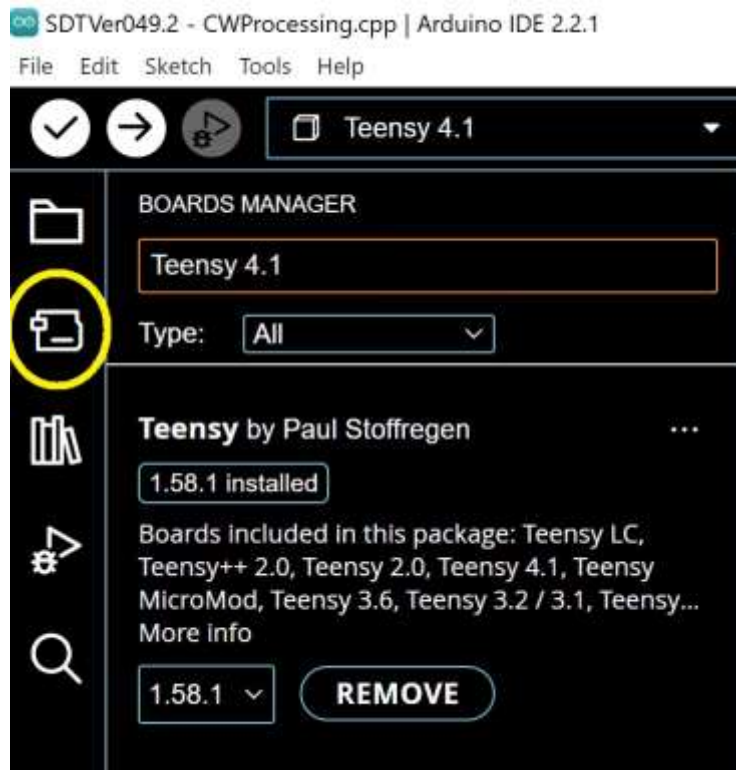 SDTVer049.2 - CWProcessing.cpp | Arduino IDE 2.2.1
File Edit Sketch Tools Help
Teensy 4.1
BOARDS MANAGER
Teensy 4.1
Type: All
Teensy by Paul Stoffregen ...
1.58.1 installed
Boards included in this package: Teensy LC,
Teensy++ 2.0, Teensy 2.0, Teensy 4.1, Teensy
MicroMod, Teensy 3.6, Teensy 3.2 / 3.1, Teensy...
More info
1.58.1 REMOVE